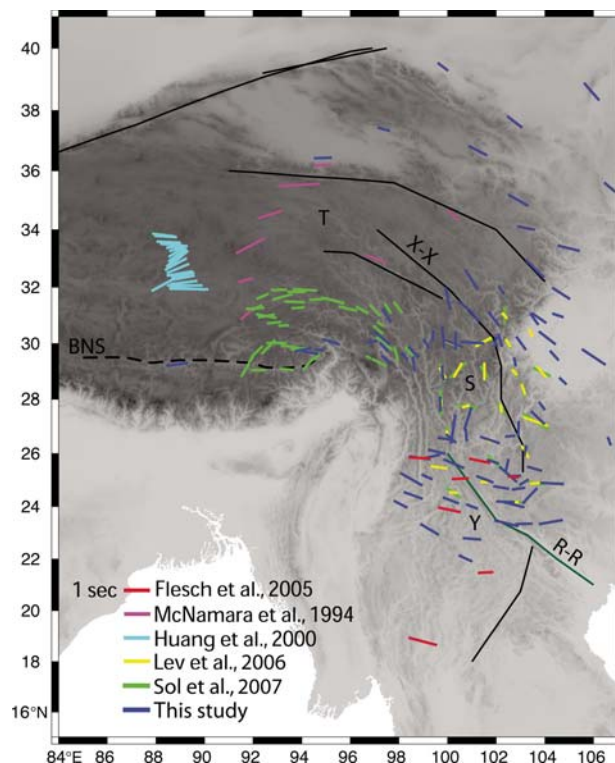 40
38
36
34
32
30
28
26
24
22
20
18
16°N
T
X-X
BNS
S
Y
R-R
1 sec Flesch et al., 2005
McNamara et al., 1994
Huang et al., 2000
Lev et al., 2006
Sol et al., 2007
This study
84°E 86 88 90 92 94 96 98 100 102 104 106